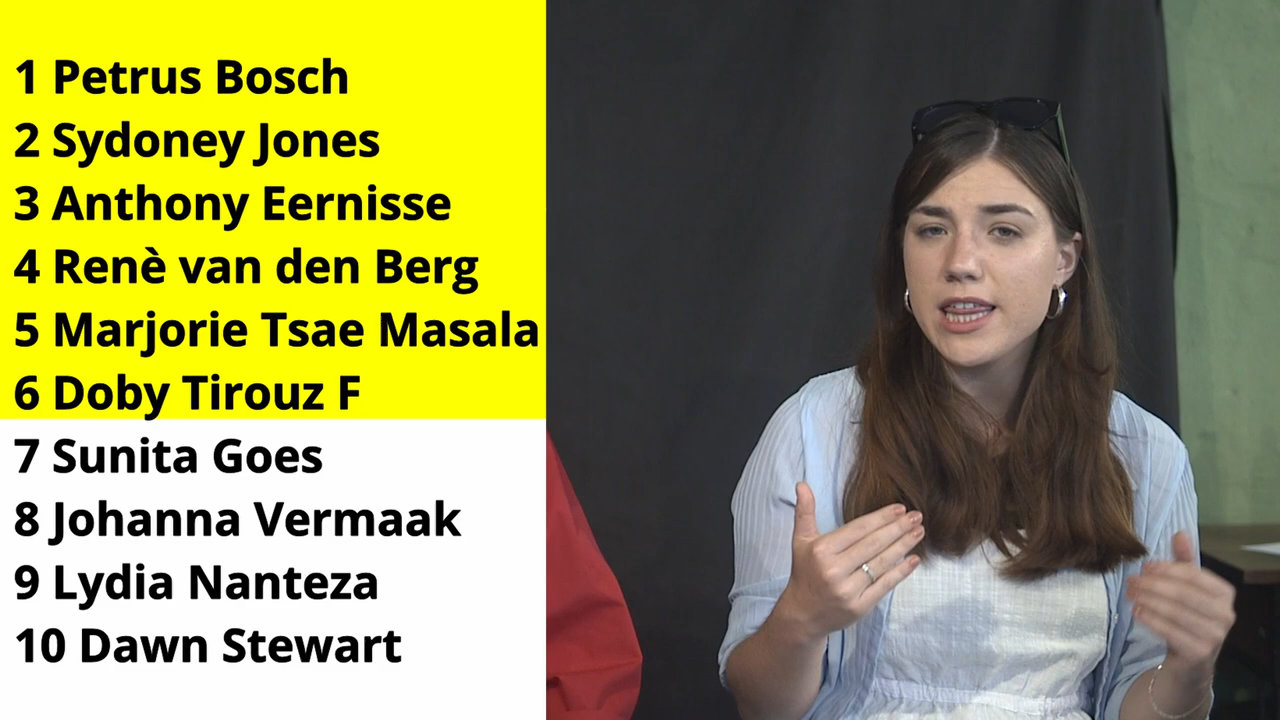 1 Petrus Bosch
2 Sydoney Jones
3 Anthony Eernisse
4 Renè van den Berg
5 Marjorie Tsae Masala
6 Doby Tirouz F
7 Sunita Goes
8 Johanna Vermaak
9 Lydia Nanteza
10 Dawn Stewart